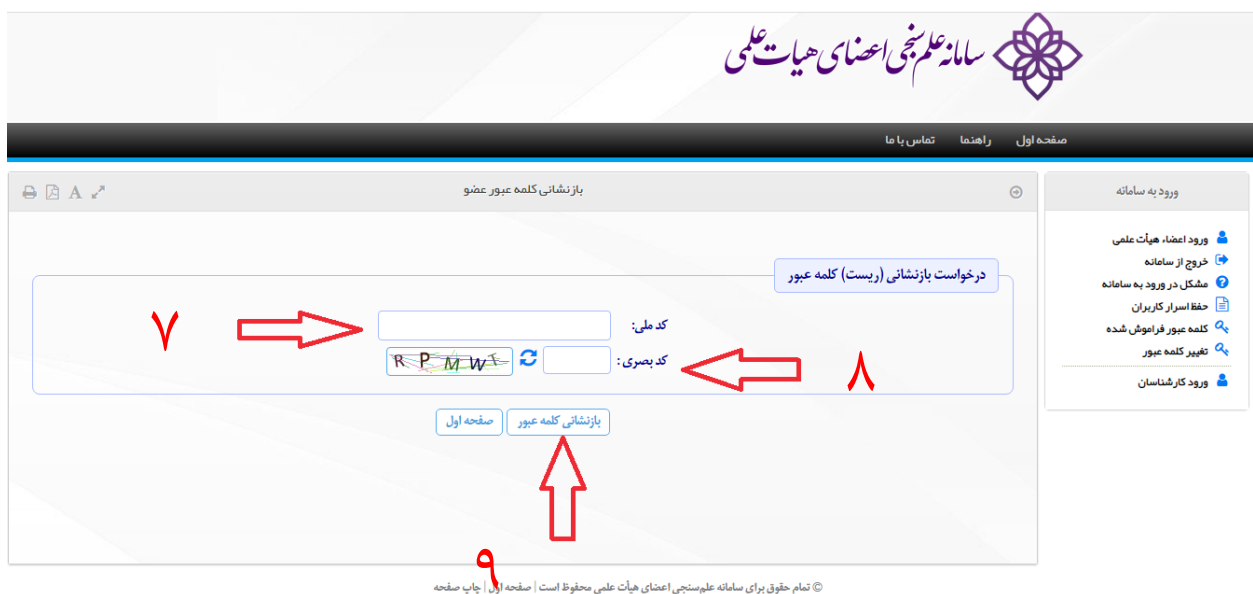 سامانه علم سنجی اعضای هیات علمی
صفحه اول راهنما تماس با ما
ورود به سامانه
ورود اعضاء هیأت علمی
خروج از سامانه
مشکل در ورود به سامانه
حفظ اسرار کاربران
کلمه عبور فراموش شده
تغییر کلمه عبور
ورود کارشناسان
بازنشانی کلمه عبور عضو
A
درخواست بازنشانی (ریست) کلمه عبور
کد ملی:
۷
کد بصری:
R P M W T
۸
بازنشانی کلمه عبور صفحه اول
۹
© تمام حقوق برای سامانه علم‌سنجی اعضای هیأت علمی محفوظ است | صفحه اول | چاپ صفحه